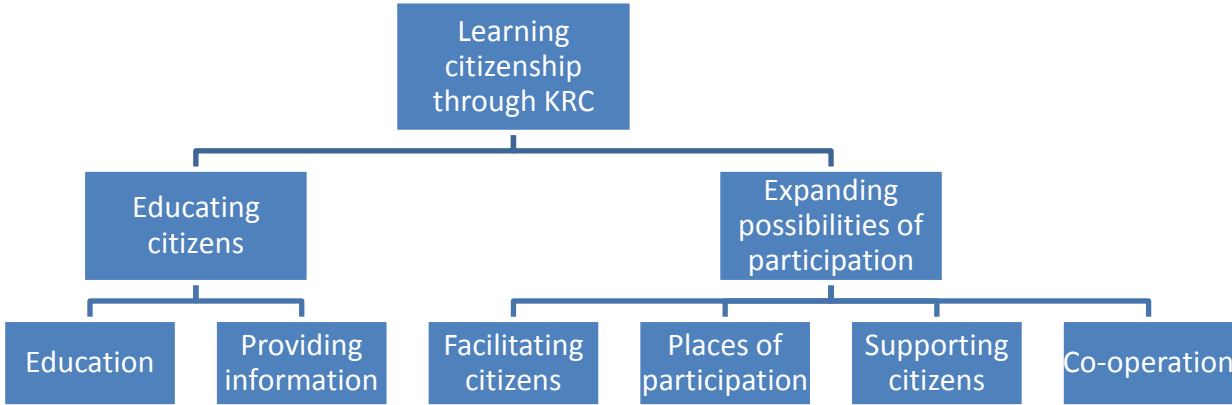 Learning
citizenship
through KRC
Educating
citizens
Expanding
possibilities of
participation
Education
Providing
information
Facilitating
citizens
Places of
participation
Supporting
citizens
Co-operation